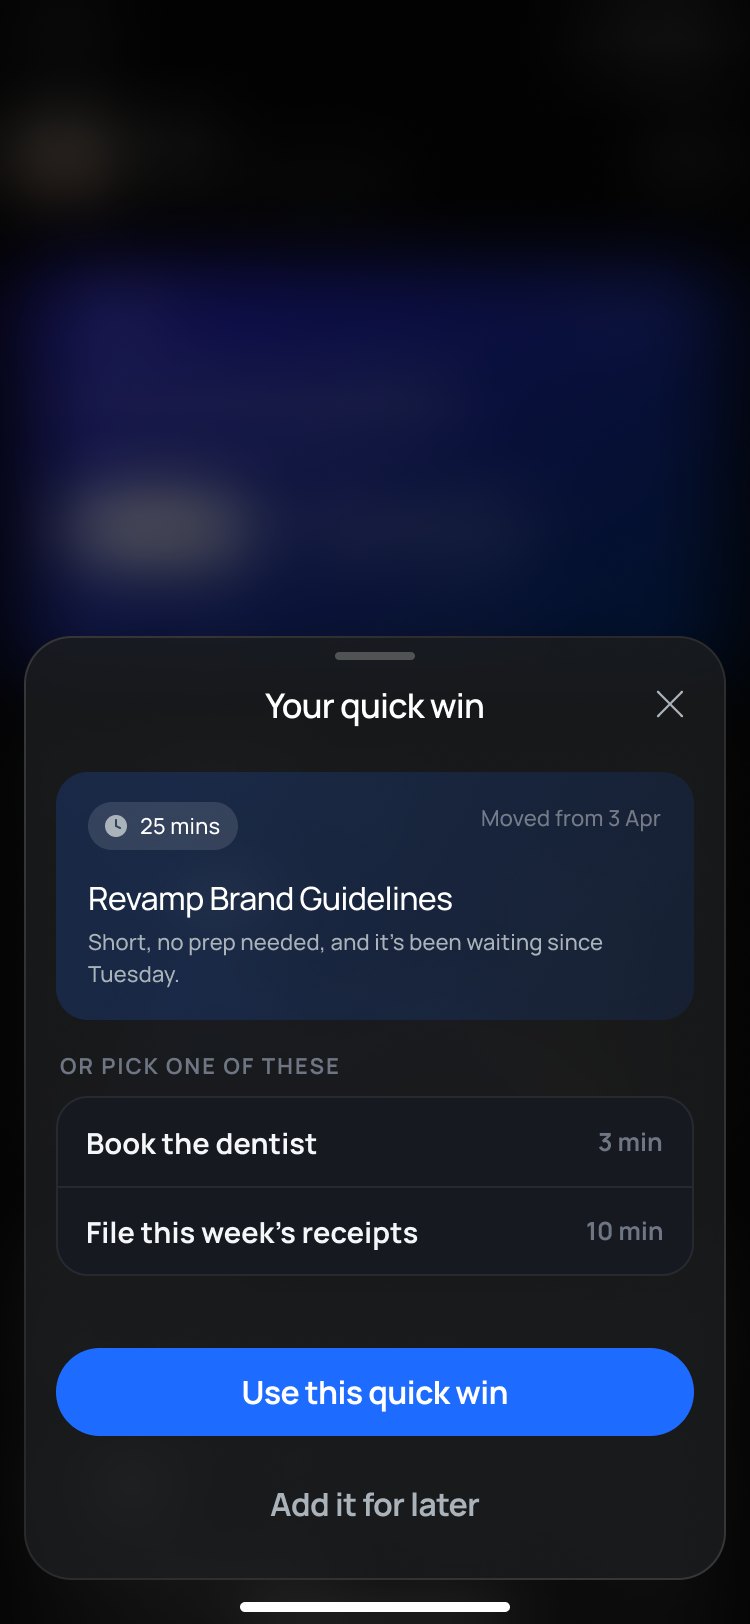 Your quick win
25 mins
Moved from 3 Apr
Revamp Brand Guidelines
Short, no prep needed, and it's been waiting since
Tuesday.
OR PICK ONE OF THESE
Book the dentist
3 min
File this week's receipts
10 min
Use this quick win
Add it for later